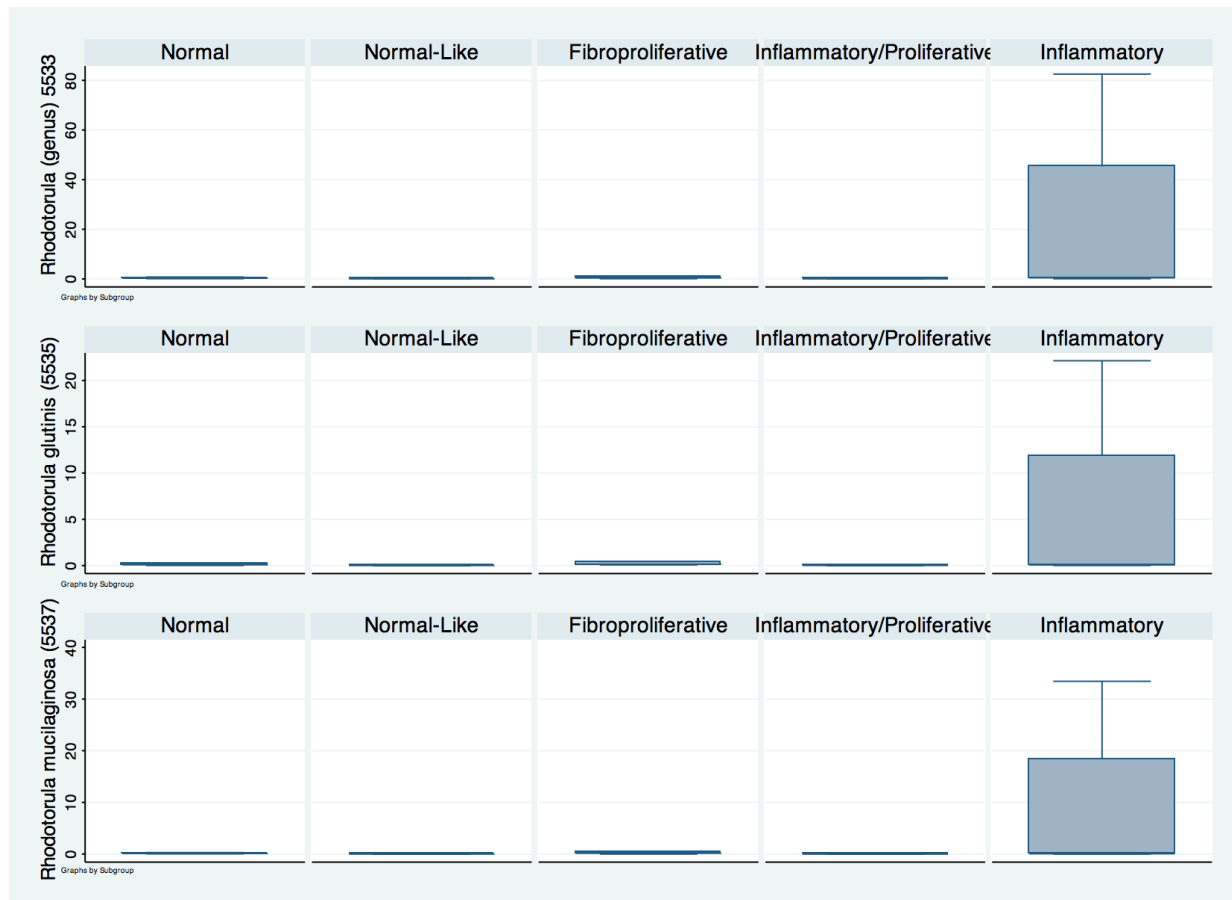 Normal Normal-Like Fibroproliferative Inflammatory/Proliferative Inflammatory
Rhodotorula (genus) 5533
80
60
40
20
0
Graphs by Subgroup
Normal Normal-Like Fibroproliferative Inflammatory/Proliferative Inflammatory
Rhodotorula glutinis (5535)
20
15
10
5
0
Graphs by Subgroup
Normal Normal-Like Fibroproliferative Inflammatory/Proliferative Inflammatory
Rhodotorula mucilaginosa (5537)
40
30
20
10
0
Graphs by Subgroup